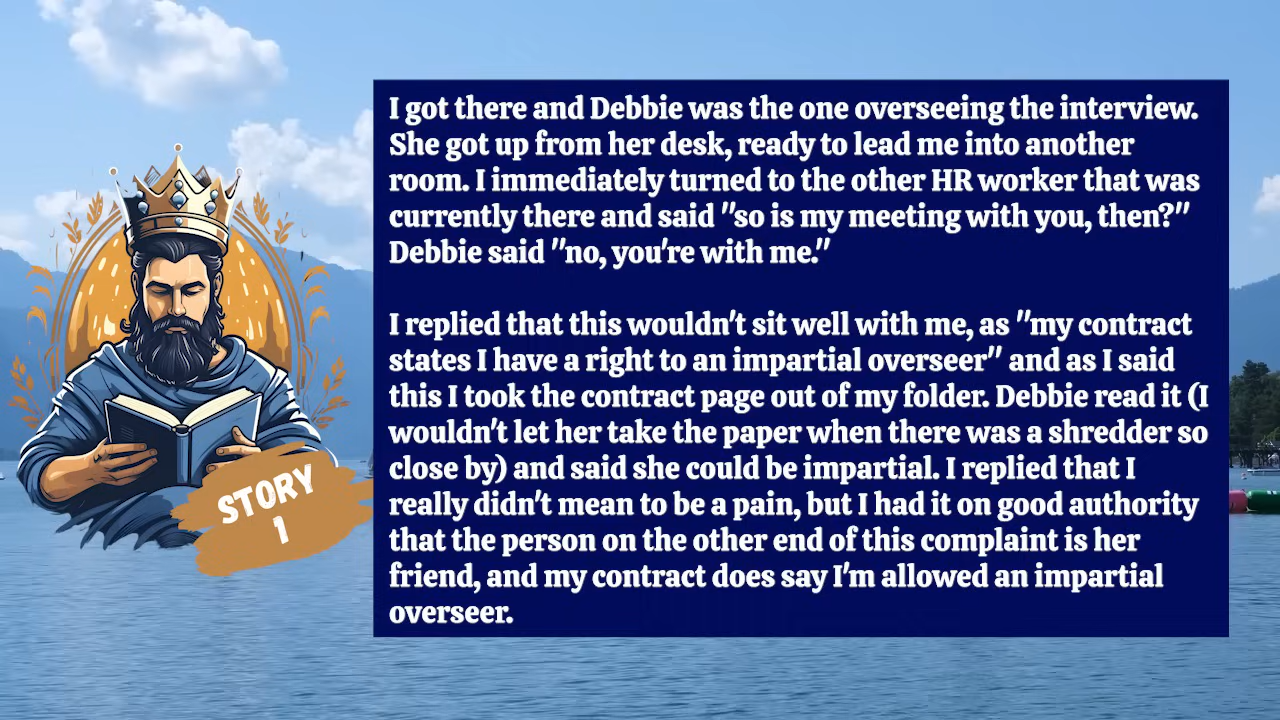 I got there and Debbie was the one overseeing the interview.
She got up from her desk, ready to lead me into another
room. I immediately turned to the other HR worker that was
currently there and said "so is my meeting with you, then?"
Debbie said "no, you're with me."
I replied that this wouldn't sit well with me, as "my contract
states I have a right to an impartial overseer" and as I said
this I took the contract page out of my folder. Debbie read it (I
wouldn't let her take the paper when there was a shredder so
close by) and said she could be impartial. I replied that I
really didn't mean to be a pain, but I had it on good authority
that the person on the other end of this complaint is her
friend, and my contract does say I'm allowed an impartial
overseer.
STORY
1